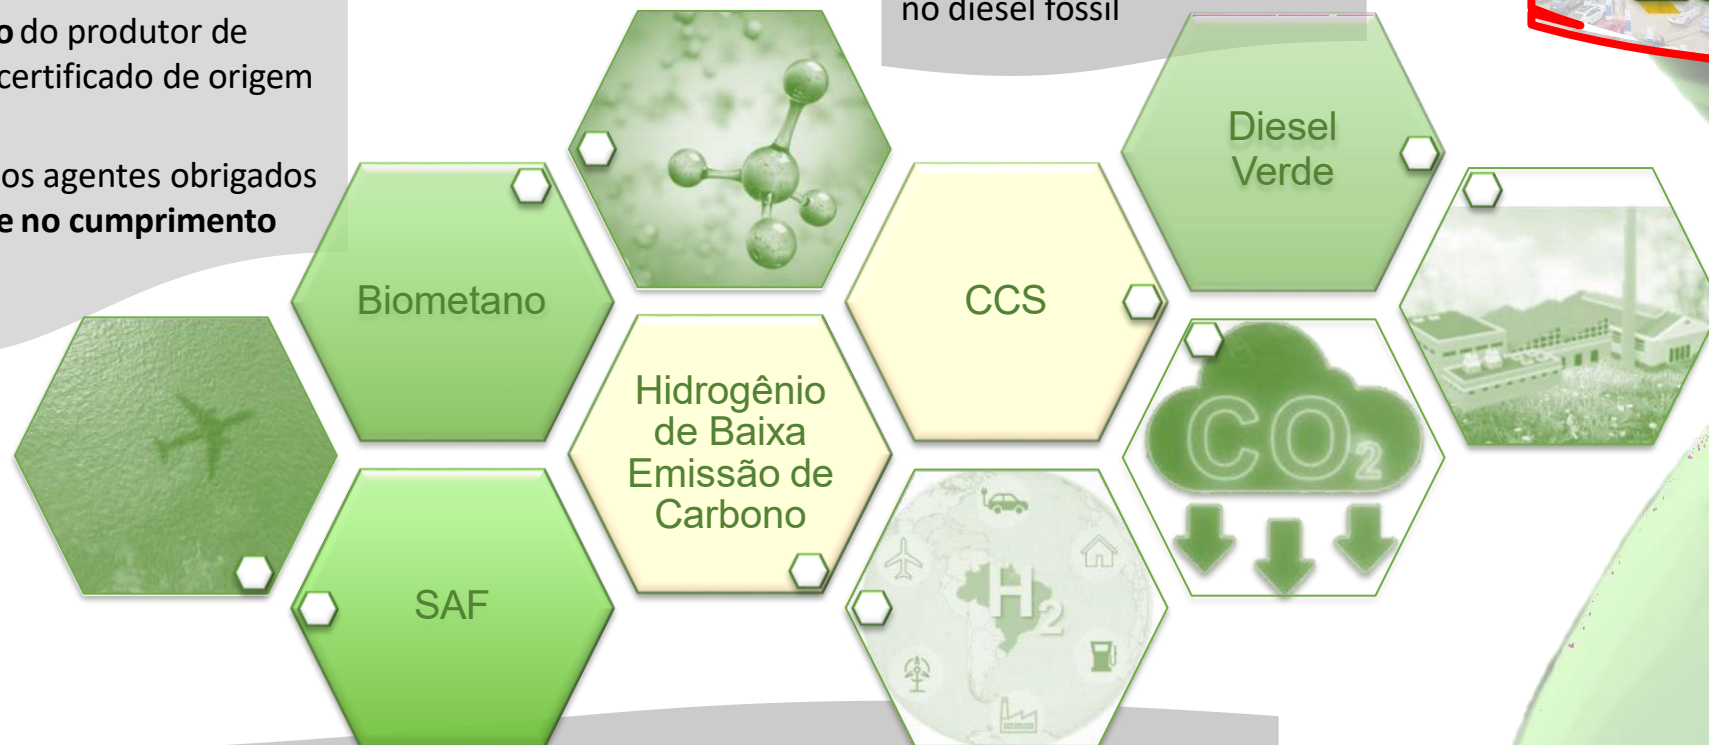 o do produtor de
certificado de origem
os agentes obrigados
e no cumprimento
no diesel fóssil
Diesel
Verde
Biometano
CCS
Hidrogênio
de Baixa
Emissão de
Carbono
CO₂
SAF
H₂